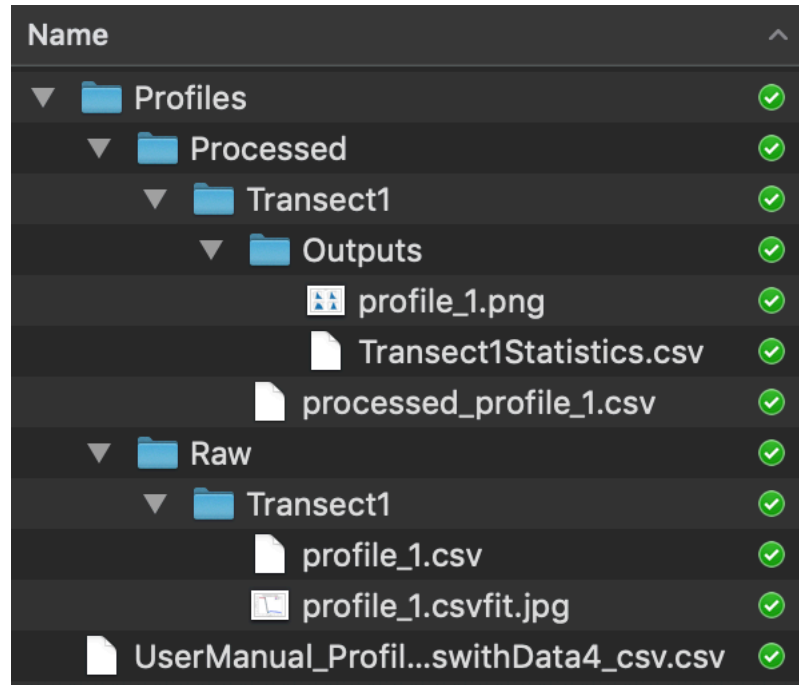 Name
Profiles
Processed
Transect1
Outputs
profile_1.png
Transect1Statistics.csv
processed_profile_1.csv
Raw
Transect1
profile_1.csv
profile_1.csvfit.jpg
UserManual_Profil...swithData4_csv.csv